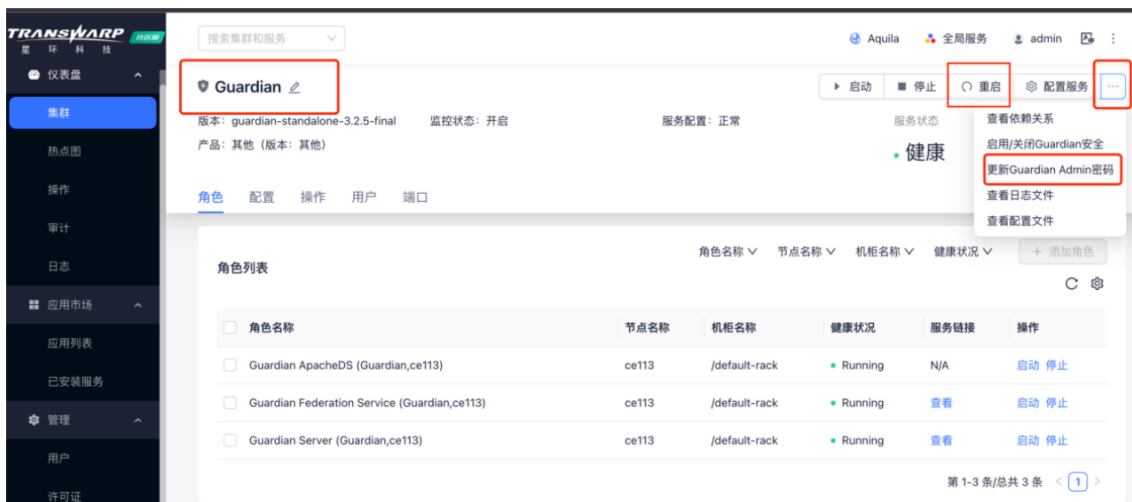 TRANSWARP 社区版
星 环 科 技
仪表盘
集群
热点图
操作
审计
日志
应用市场
应用列表
已安装服务
管理
用户
许可证
搜索集群和服务
Aquila 全局服务 admin
Guardian
启动 停止 重启 配置服务 ...
版本: guardian-standalone-3.2.5-final 监控状态: 开启 服务配置: 正常 服务状态
产品: 其他 (版本: 其他)
健康
查看依赖关系
启用/关闭Guardian安全
更新Guardian Admin密码
查看日志文件
查看配置文件
角色 配置 操作 用户 端口
角色列表
角色名称 节点名称 机柜名称 健康状况 + 添加角色
角色名称 节点名称 机柜名称 健康状况 服务链接 操作
Guardian ApacheDS (Guardian,ce113) ce113 /default-rack Running N/A 启动 停止
Guardian Federation Service (Guardian,ce113) ce113 /default-rack Running 查看 启动 停止
Guardian Server (Guardian,ce113) ce113 /default-rack Running 查看 启动 停止
第 1-3 条/总共 3 条 < 1 >